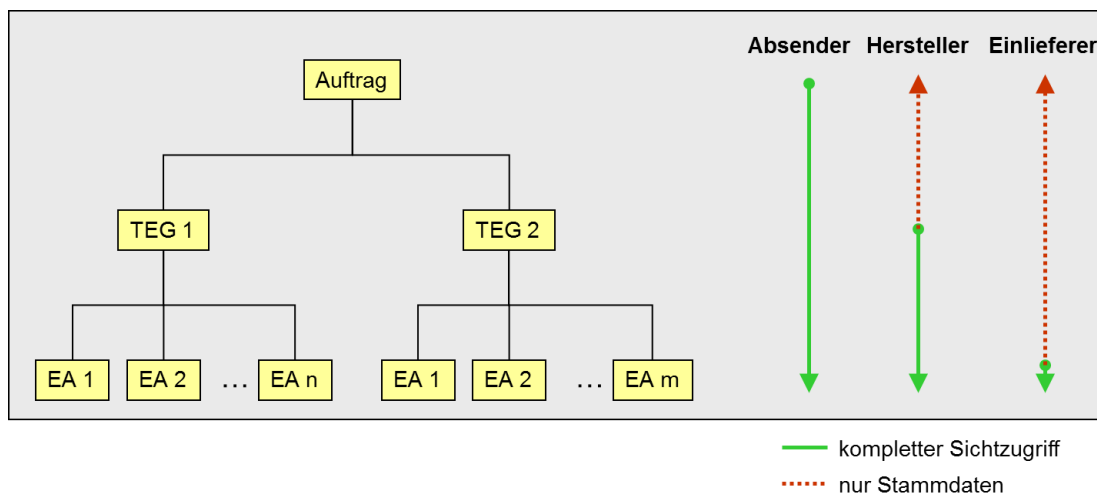 Absender Hersteller Einlieferer
Auftrag
TEG 1 TEG 2
EA 1 EA 2 ... EA n EA 1 EA 2 ... EA m
kompletter Sichtzugriff
nur Stammdaten